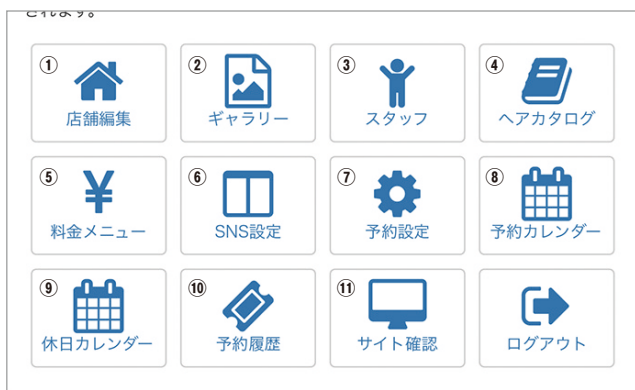 されます。
① ② ③ ④
店舗編集 ギャラリー スタッフ ヘアカタログ
⑤ ⑥ ⑦ ⑧
料金メニュー SNS設定 予約設定 予約カレンダー
⑨ ⑩ ⑪
休日カレンダー 予約履歴 サイト確認 ログアウト